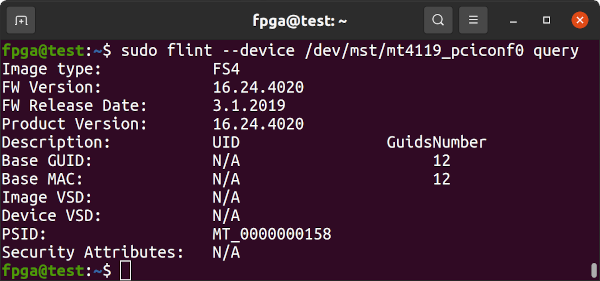 fpga@test: ~
fpga@test:~$ sudo flint --device /dev/mst/mt4119_pciconf0 query
Image type:            FS4
FW Version:            16.24.4020
FW Release Date:       3.1.2019
Product Version:       16.24.4020
Description:           UID                GuidsNumber
Base GUID:             N/A                     12
Base MAC:              N/A                     12
Image VSD:             N/A
Device VSD:            N/A
PSID:                  MT_0000000158
Security Attributes:   N/A
fpga@test:~$